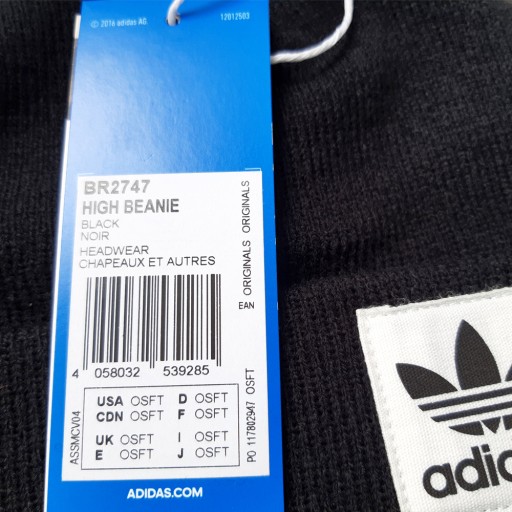 © 2016 adidas AG 12012503
BR2747
HIGH BEANIE
BLACK
NOIR
HEADWEAR
CHAPEAUX ET AUTRES
EAN ORIGINALS ORIGINALS
4 058032 539285
USA OSFT D OSFT
CDN OSFT F OSFT
UK OSFT I OSFT
E OSFT J OSFT
ASSMCV04
PO 117802947 OSFT
ADIDAS.COM
adid